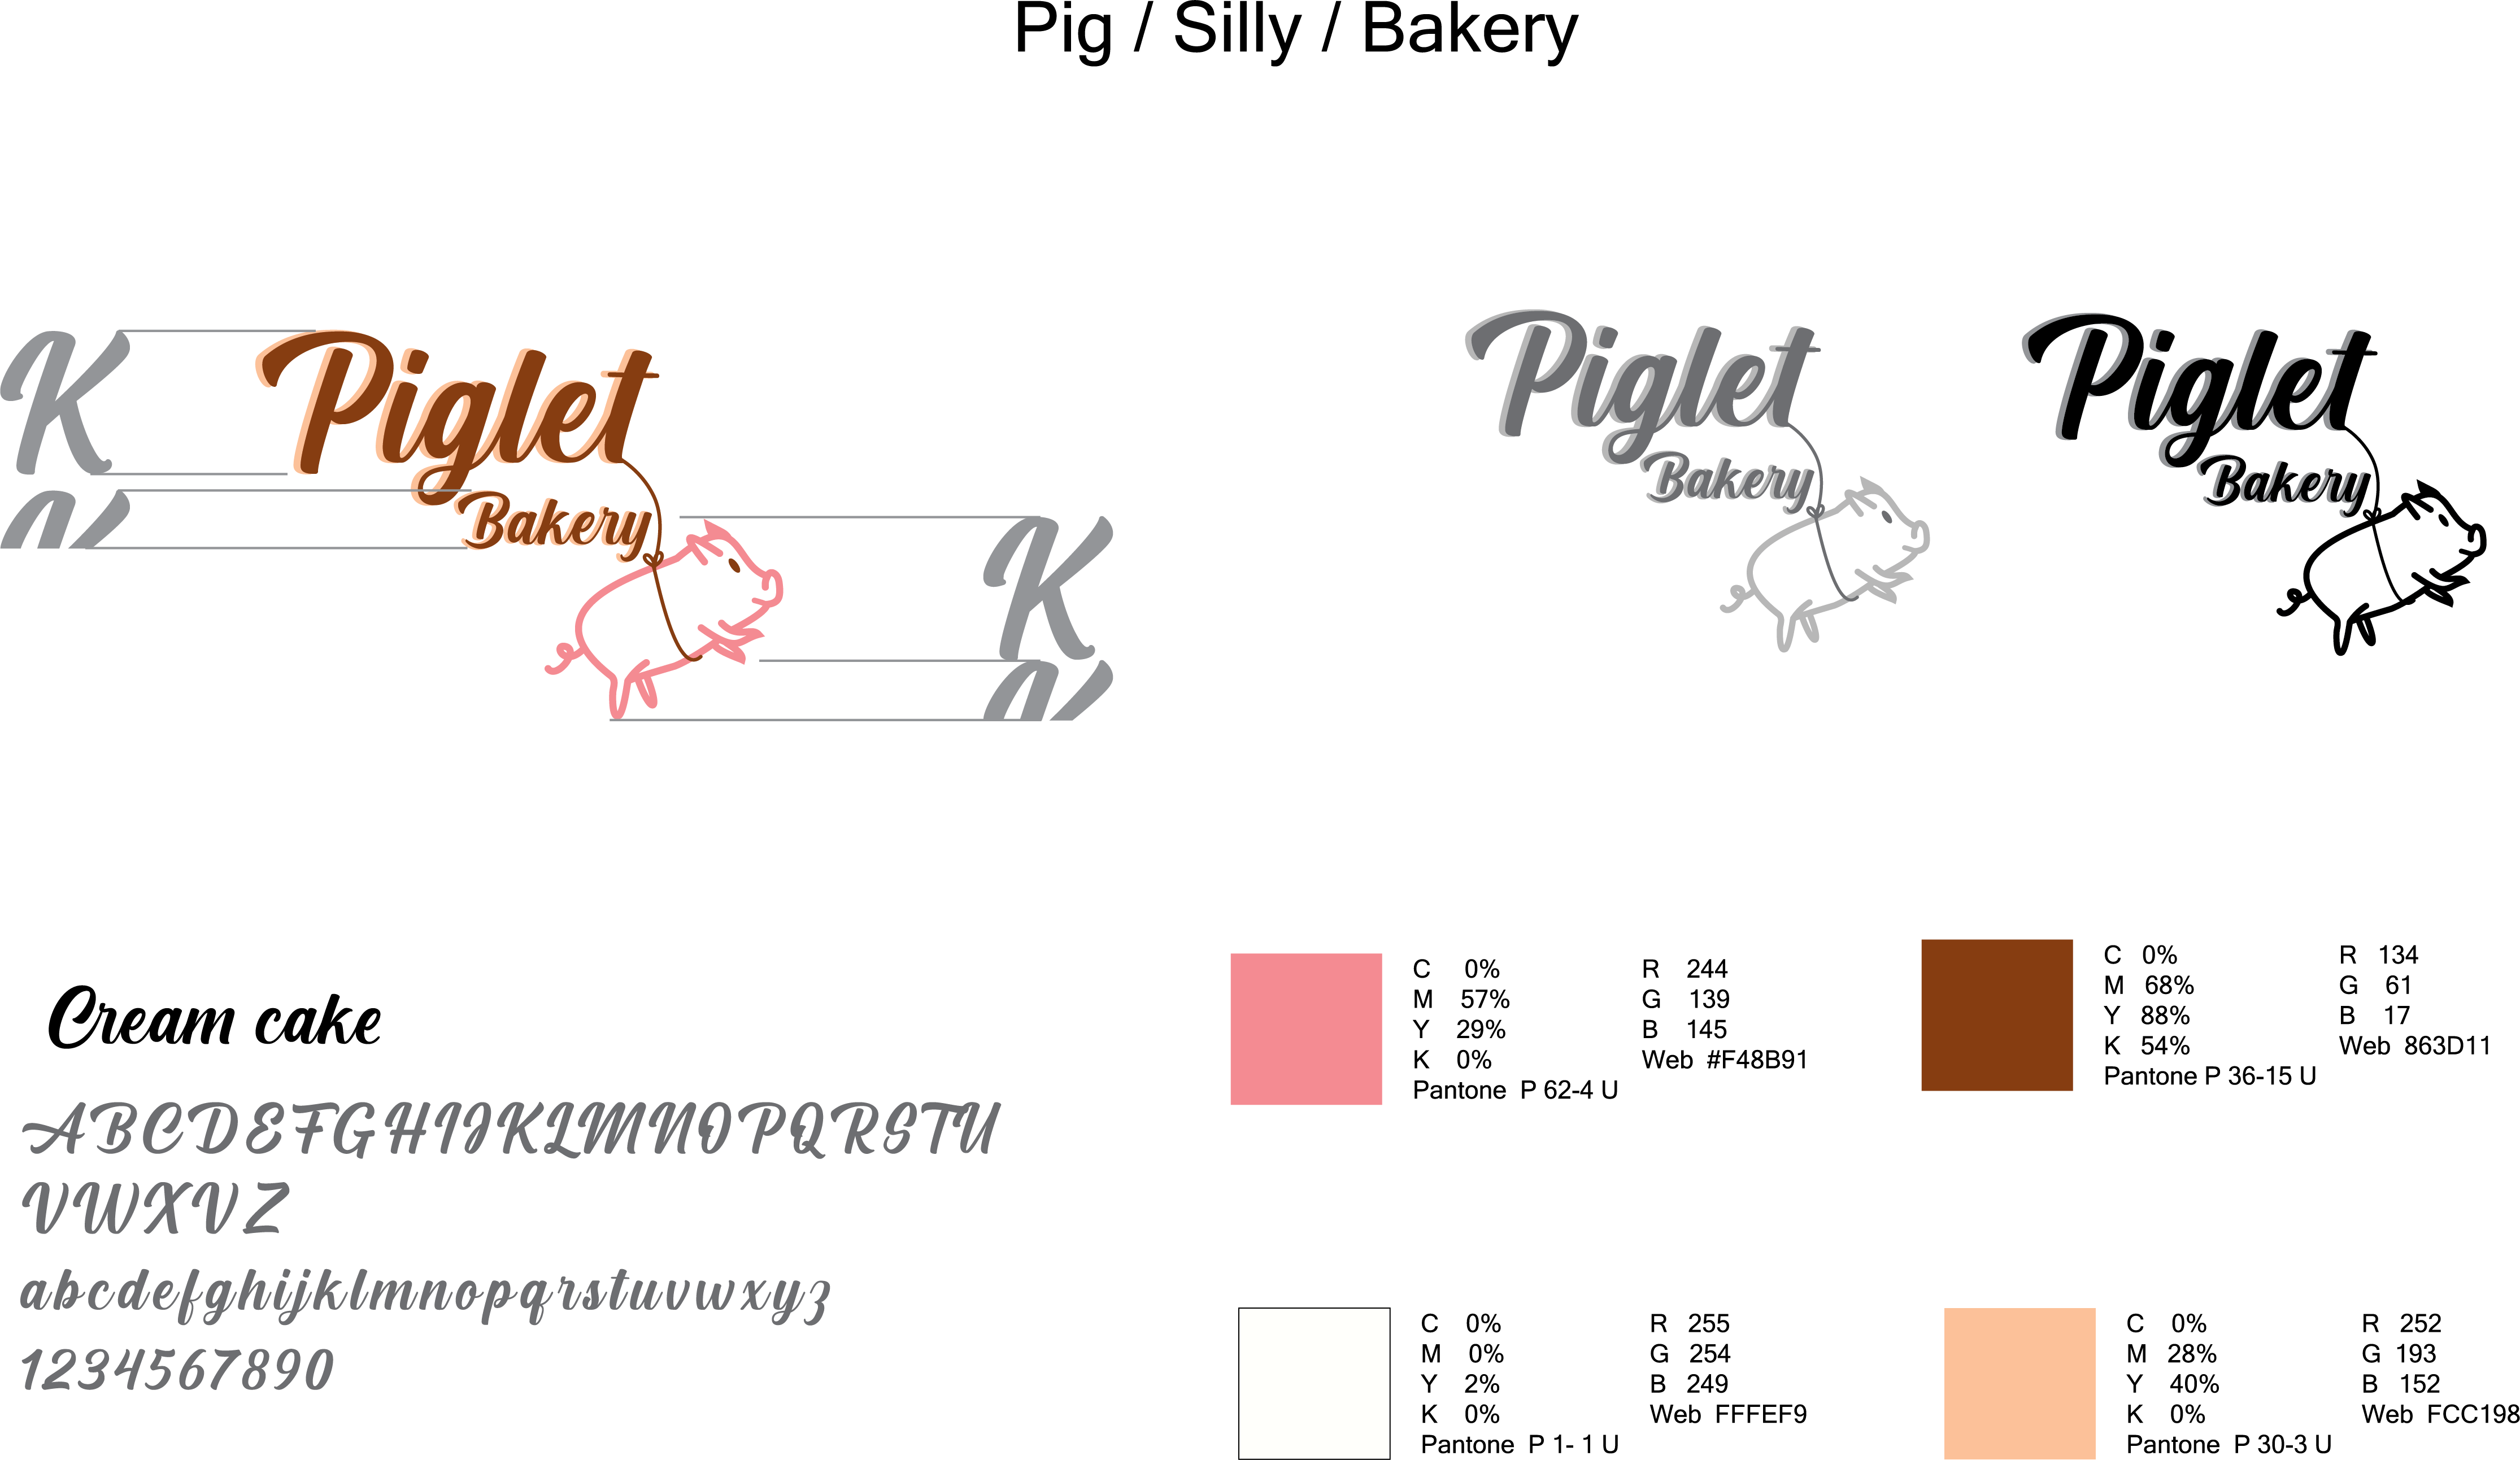 Pig / Silly / Bakery
K
Piglet
Bakery
K
Piglet
Bakery
Piglet
Bakery
Cream cake
ABCDEFGHIJKLMNOPQRSTU
VWXYZ
abcdefghijklmnopqrstuvwxyz
1234567890
C 0% R 244
M 57% G 139
Y 29% B 145
K 0% Web #F48B91
Pantone P 62-4 U
C 0% R 134
M 68% G 61
Y 88% B 17
K 54% Web 863D11
Pantone P 36-15 U
C 0% R 255
M 0% G 254
Y 2% B 249
K 0% Web FFFEF9
Pantone P 1- 1 U
C 0% R 252
M 28% G 193
Y 40% B 152
K 0% Web FCC198
Pantone P 30-3 U